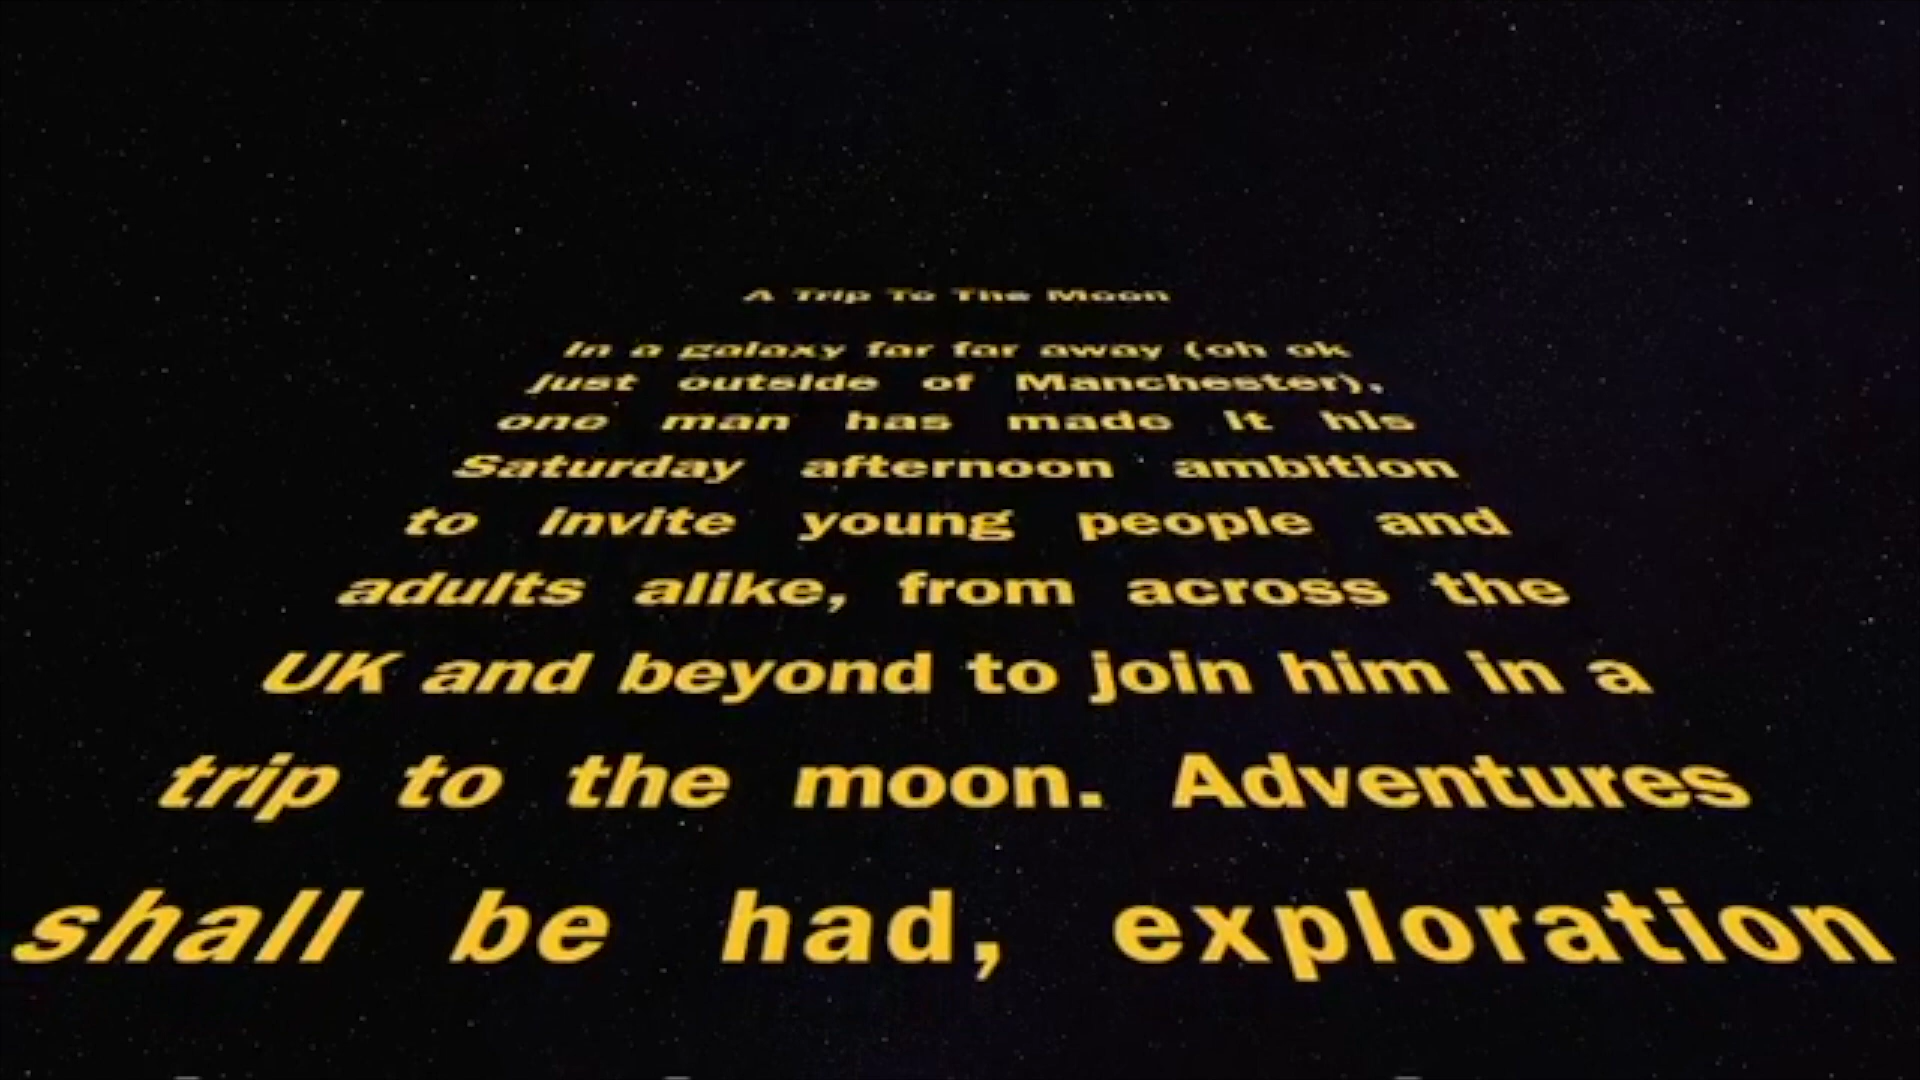 A Trip To The Moon
In a galaxy far far away (oh ok
just outside of Manchester),
one man has made it his
Saturday afternoon ambition
to invite young people and
adults alike, from across the
UK and beyond to join him in a
trip to the moon. Adventures
shall be had, exploration